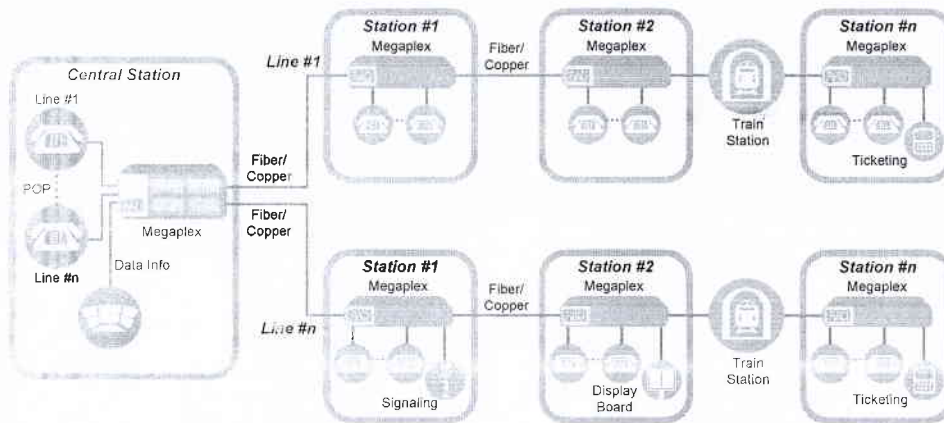 Central Station
Line #1
POP
Line #n
Data Info
Megaplex
Fiber/
Copper
Fiber/
Copper
Line #1
Station #1
Megaplex
Fiber/
Copper
Station #2
Megaplex
Train
Station
Station #n
Megaplex
Ticketing
Line #n
Station #1
Megaplex
Signaling
Fiber/
Copper
Station #2
Megaplex
Display
Board
Train
Station
Station #n
Megaplex
Ticketing